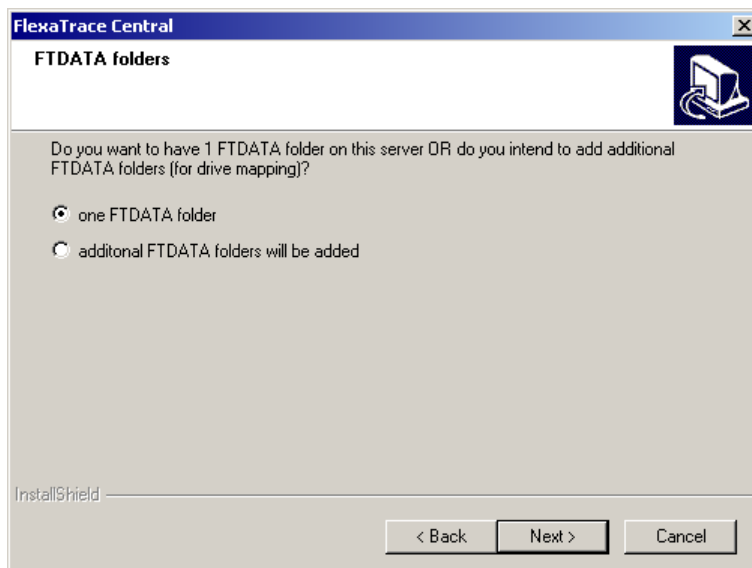 FlexaTrace Central
FTDATA folders
Do you want to have 1 FTDATA folder on this server OR do you intend to add additional
FTDATA folders (for drive mapping)?
one FTDATA folder
additonal FTDATA folders will be added
InstallShield
< Back
Next >
Cancel